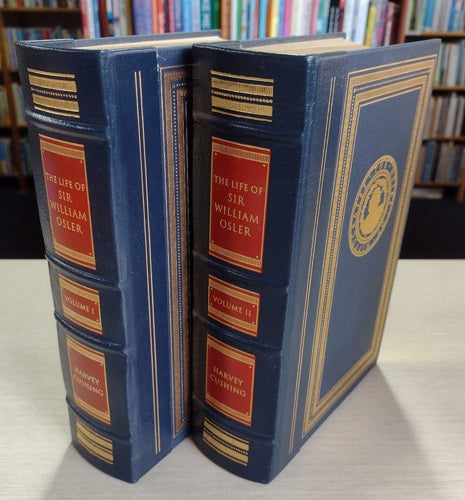 THE LIFE OF
SIR
WILLIAM
OSLER
VOLUME I
HARVEY
CUSHING
THE LIFE OF
SIR
WILLIAM
OSLER
VOLUME II
HARVEY
CUSHING